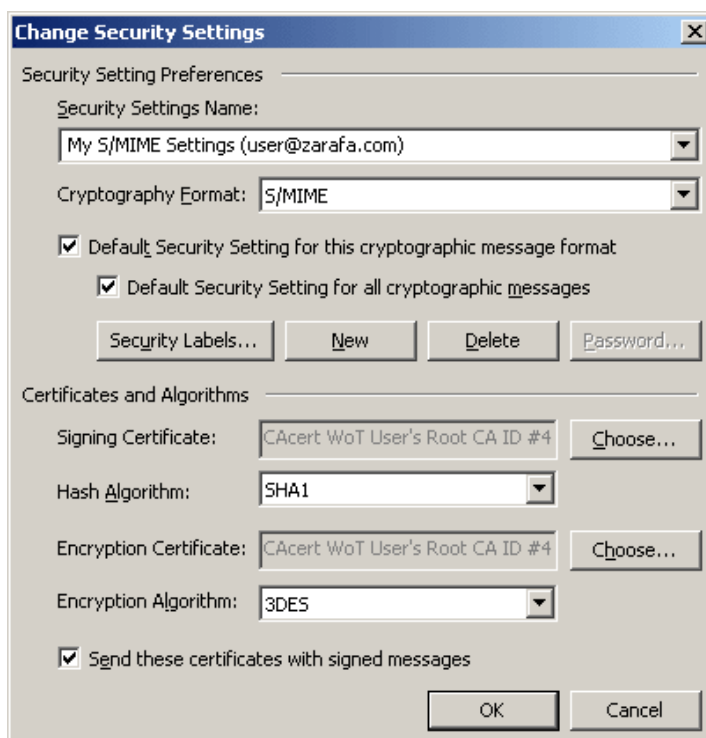 Change Security Settings
Security Setting Preferences
Security Settings Name:
My S/MIME Settings (user@zarafa.com)
Cryptography Format: S/MIME
Default Security Setting for this cryptographic message format
Default Security Setting for all cryptographic messages
Security Labels... New Delete Password...
Certificates and Algorithms
Signing Certificate: CAcert WoT User's Root CA ID #4 Choose...
Hash Algorithm: SHA1
Encryption Certificate: CAcert WoT User's Root CA ID #4 Choose...
Encryption Algorithm: 3DES
Send these certificates with signed messages
OK Cancel